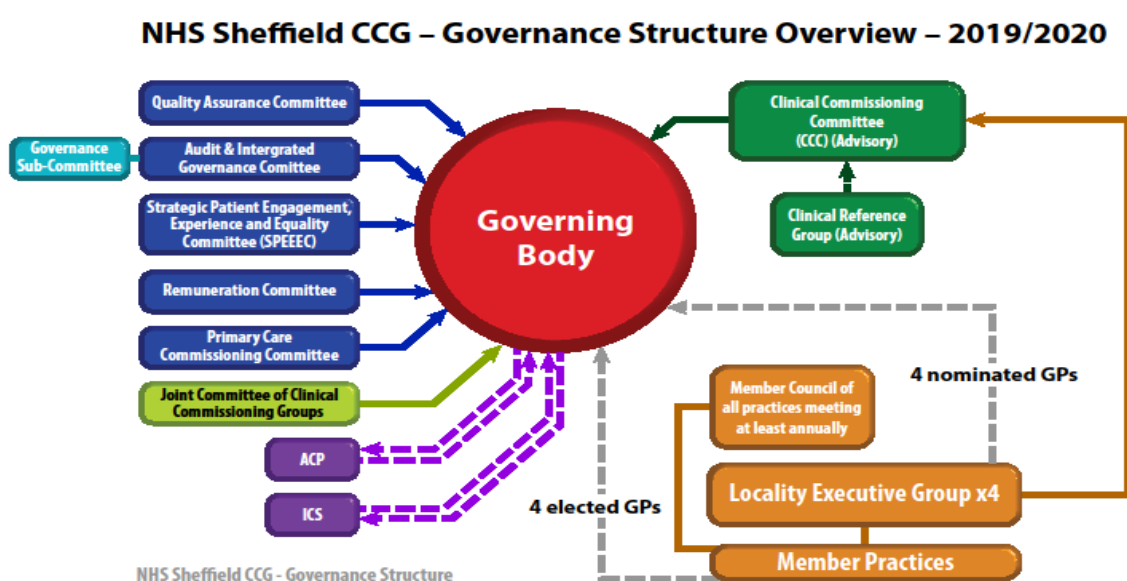 NHS Sheffield CCG – Governance Structure Overview – 2019/2020
Quality Assurance Committee
Governance
Sub-Committee
Audit & Intergrated
Governance Comittee
Strategic Patient Engagement,
Experience and Equality
Committee (SPEEEC)
Remuneration Committee
Primary Care
Commissioning Committee
Joint Committee of Clinical
Commissioning Groups
ACP
ICS
Governing
Body
Clinical Commissioning
Committee
(CCC) (Advisory)
Clinical Reference
Group (Advisory)
4 nominated GPs
Member Council of
all practices meeting
at least annually
Locality Executive Group x4
4 elected GPs
Member Practices
NHS Sheffield CCG - Governance Structure